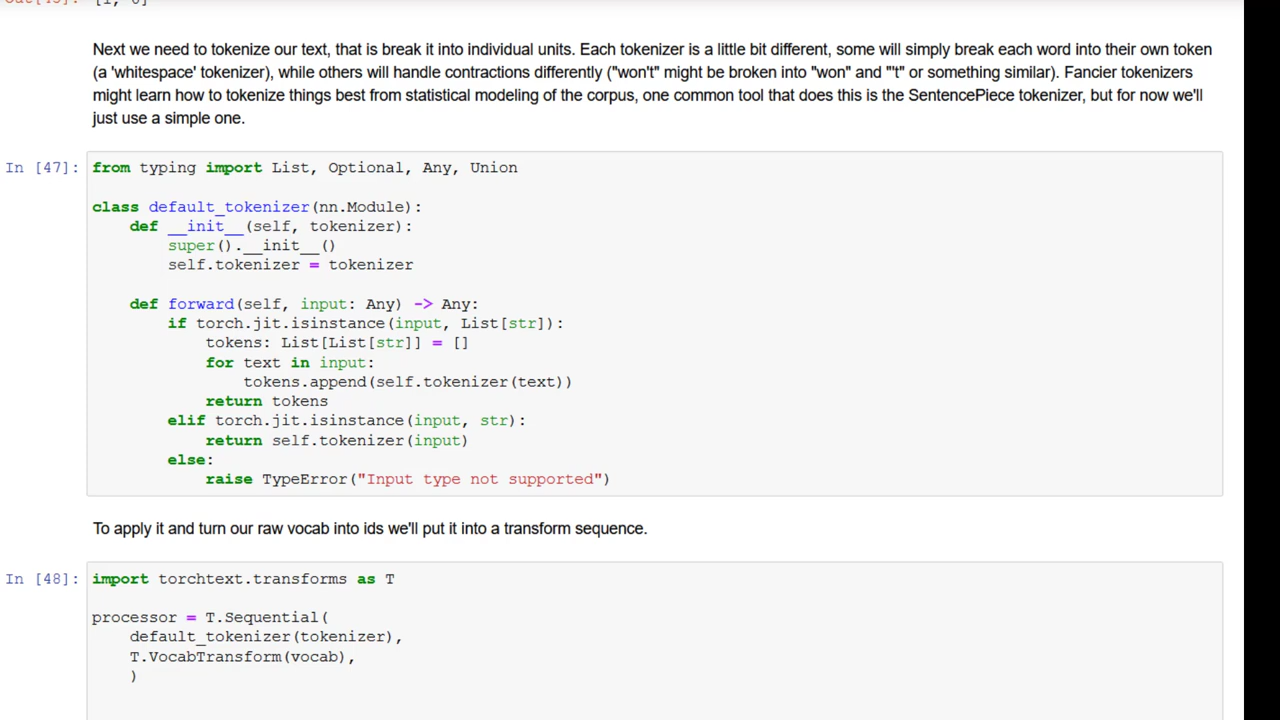 Next we need to tokenize our text, that is break it into individual units. Each tokenizer is a little bit different, some will simply break each word into their own token
(a 'whitespace' tokenizer), while others will handle contractions differently ("won't" might be broken into "won" and "'t" or something similar). Fancier tokenizers
might learn how to tokenize things best from statistical modeling of the corpus, one common tool that does this is the SentencePiece tokenizer, but for now we'll
just use a simple one.
In [47]: from typing import List, Optional, Any, Union
class default_tokenizer(nn.Module):
    def __init__(self, tokenizer):
        super().__init__()
        self.tokenizer = tokenizer
    def forward(self, input: Any) -> Any:
        if torch.jit.isinstance(input, List[str]):
            tokens: List[List[str]] = []
            for text in input:
                tokens.append(self.tokenizer(text))
            return tokens
        elif torch.jit.isinstance(input, str):
            return self.tokenizer(input)
        else:
            raise TypeError("Input type not supported")
To apply it and turn our raw vocab into ids we'll put it into a transform sequence.
In [48]: import torchtext.transforms as T
processor = T.Sequential(
    default_tokenizer(tokenizer),
    T.VocabTransform(vocab),
    )